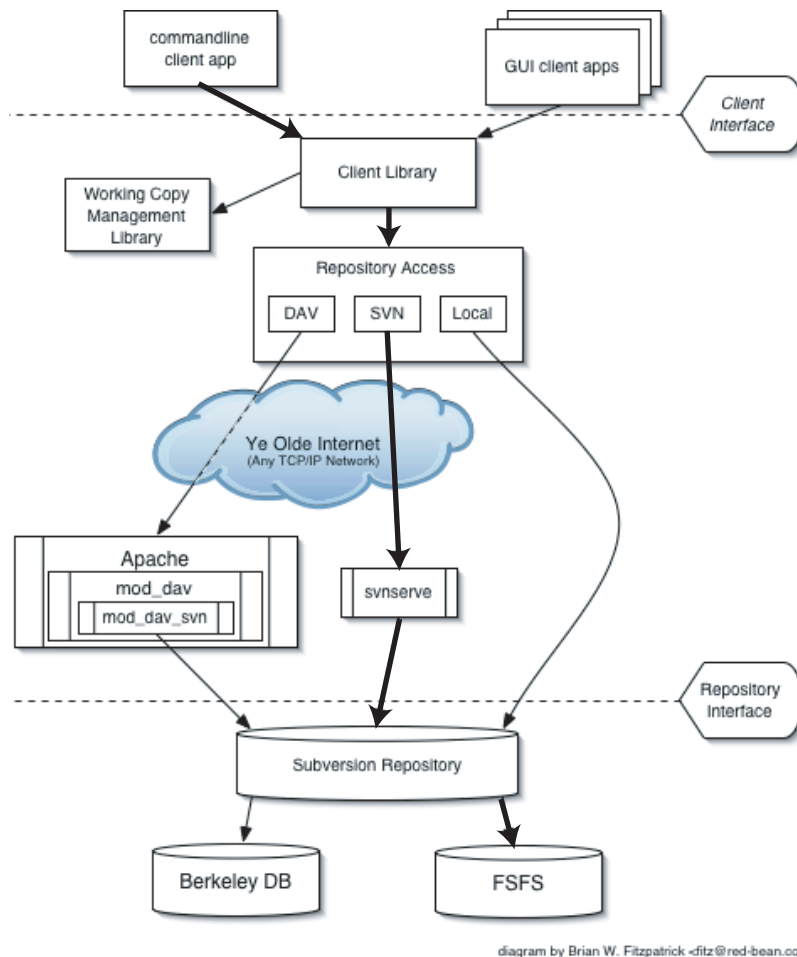 commandline
client app
GUI client apps
Client
Interface
Client Library
Working Copy
Management
Library
Repository Access
DAV
SVN
Local
Ye Olde Internet
(Any TCP/IP Network)
Apache
mod_dav
mod_dav_svn
svnserve
Repository
Interface
Subversion Repository
Berkeley DB
FSFS
diagram by Brian W. Fitzpatrick <fitz@red-bean.co